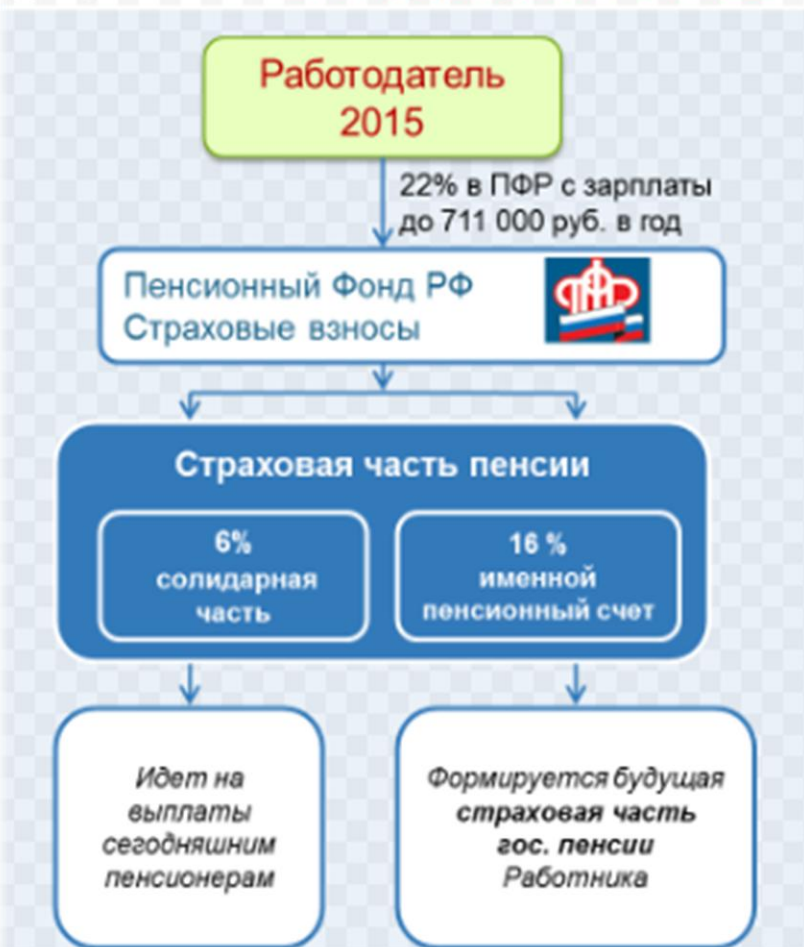 Работодатель
2015
22% в ПФР с зарплаты
до 711 000 руб. в год
Пенсионный Фонд РФ
Страховые взносы
Страховая часть пенсии
6%
солидарная
часть
16 %
именной
пенсионный счет
Идет на
выплаты
сегодняшним
пенсионерам
Формируется будущая
страховая часть
гос. пенсии
Работника